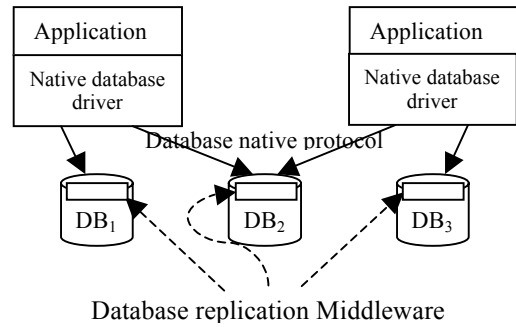 Application
Native database
driver
Application
Native database
driver
Database native protocol
DB₁
DB₂
DB₃
Database replication Middleware